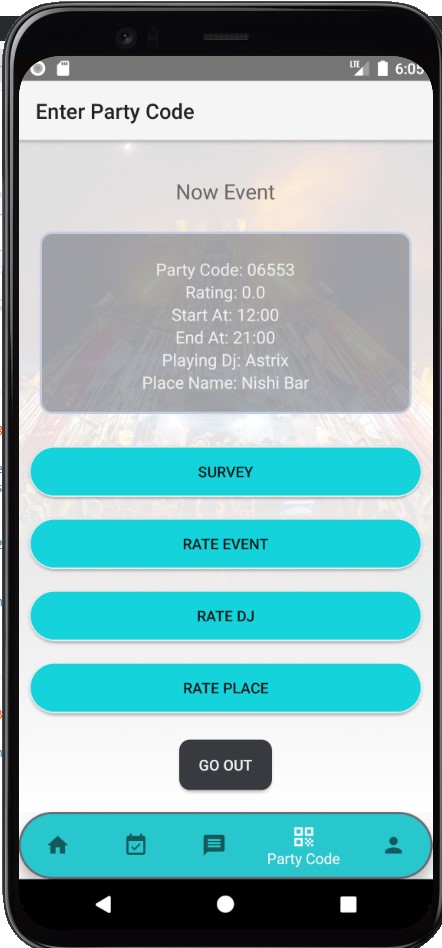 LTE 6:05
Enter Party Code
Now Event
Party Code: 06553
Rating: 0.0
Start At: 12:00
End At: 21:00
Playing Dj: Astrix
Place Name: Nishi Bar
SURVEY
RATE EVENT
RATE DJ
RATE PLACE
GO OUT
Party Code